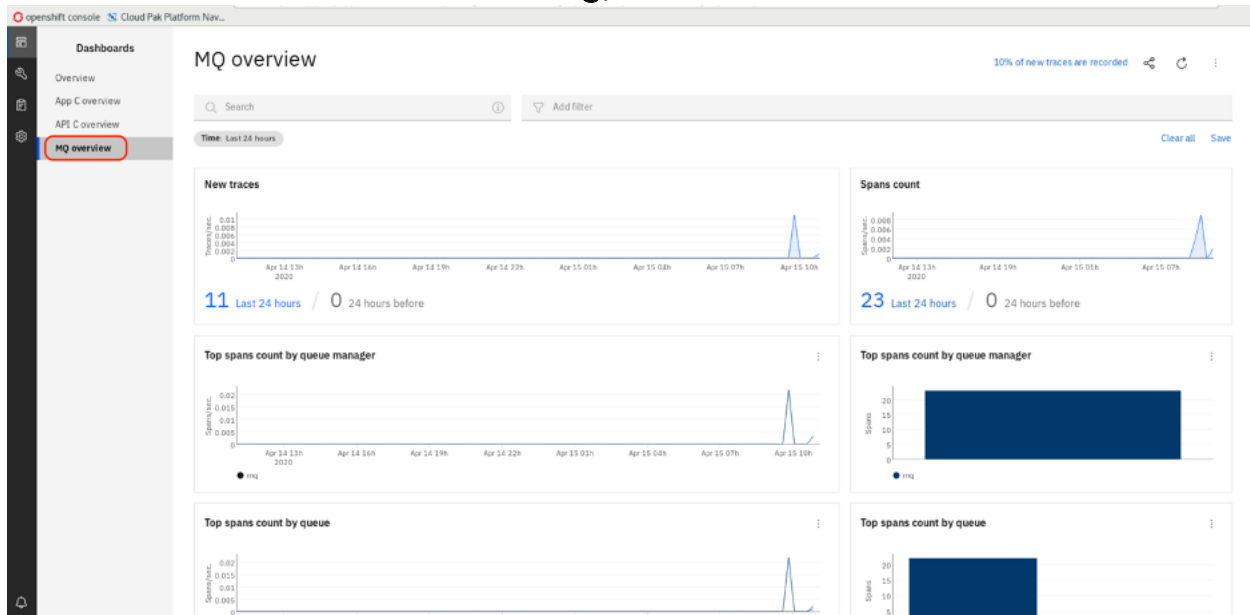 openshift console Cloud Pak Platform Nav...
Dashboards
Overview
App C overview
API C overview
MQ overview
MQ overview
10% of new traces are recorded
Search
Add filter
Time: Last 24 hours
Clear all Save
New traces
Traces/sec.
0.01
0.008
0.006
0.004
0.002
0
Apr 14 13h Apr 14 16h Apr 14 19h Apr 14 22h Apr 15 01h Apr 15 04h Apr 15 07h Apr 15 10h
2020
11 Last 24 hours / 0 24 hours before
Spans count
Spans/sec.
0.008
0.006
0.004
0.002
0
Apr 14 13h Apr 14 19h Apr 15 01h Apr 15 07h
2020
23 Last 24 hours / 0 24 hours before
Top spans count by queue manager
Spans/sec.
0.02
0.015
0.01
0.005
0
Apr 14 13h Apr 14 16h Apr 14 19h Apr 14 22h Apr 15 01h Apr 15 04h Apr 15 07h Apr 15 10h
2020
mq
Top spans count by queue manager
Spans
20
15
10
5
0
mq
Top spans count by queue
Spans/sec.
0.02
0.015
0.01
0.005
0
Top spans count by queue
Spans
20
15
10
5